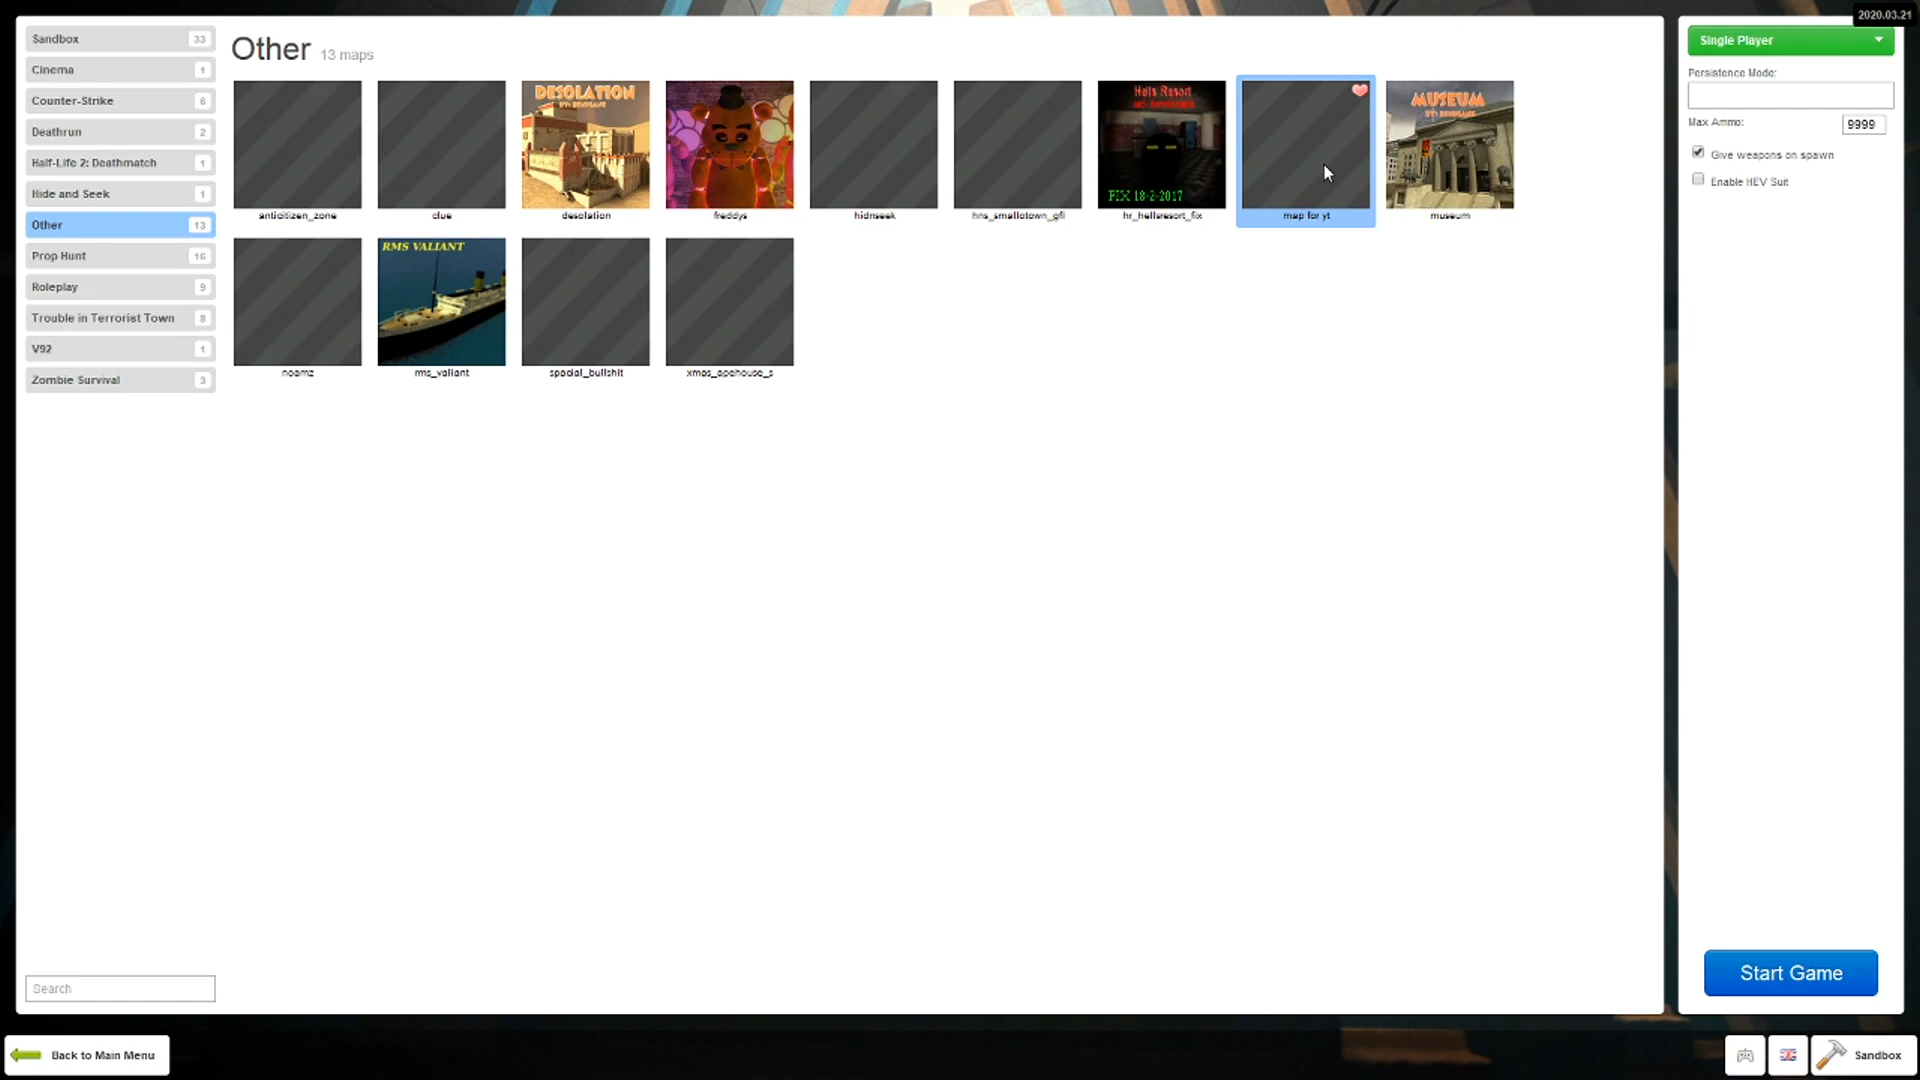 2020.03.21
Sandbox 33
Cinema 1
Counter-Strike 6
Deathrun 2
Half-Life 2: Deathmatch 1
Hide and Seek 1
Other 13
Prop Hunt 16
Roleplay 9
Trouble in Terrorist Town 8
V92 1
Zombie Survival 3
Search
Other 13 maps
DESOLATION
Hells Resort
FIX 18-2-2017
MUSEUM
anticitizen_zone
clue
desolation
freddys
hidnseek
hns_smalltown_gfl
hr_hellsresort_fix
map for yt
museum
RMS VALIANT
noamz
rms_valiant
spacial_bullshit
xmas_apehouse_s
Single Player
Persistence Mode:
Max Ammo: 9999
Give weapons on spawn
Enable HEV Suit
Start Game
Back to Main Menu
Sandbox